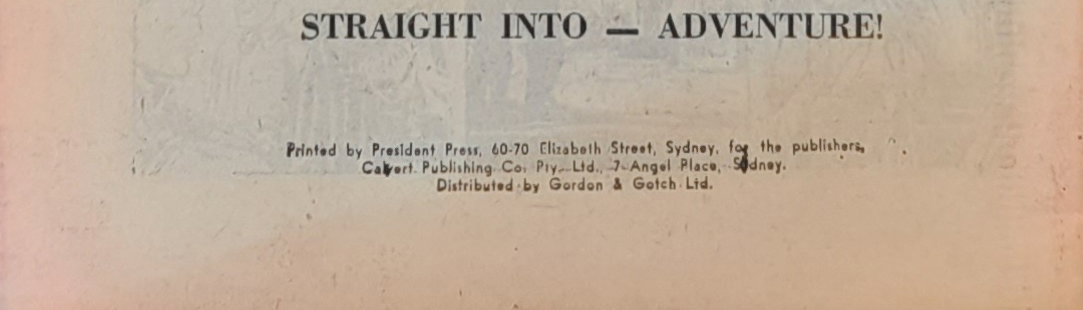 STRAIGHT INTO — ADVENTURE!
Printed by President Press, 60-70 Elizabeth Street, Sydney, for the publishers,
Calvert Publishing Co. Pty. Ltd., 7 Angel Place, Sydney.
Distributed by Gordon & Gotch Ltd.